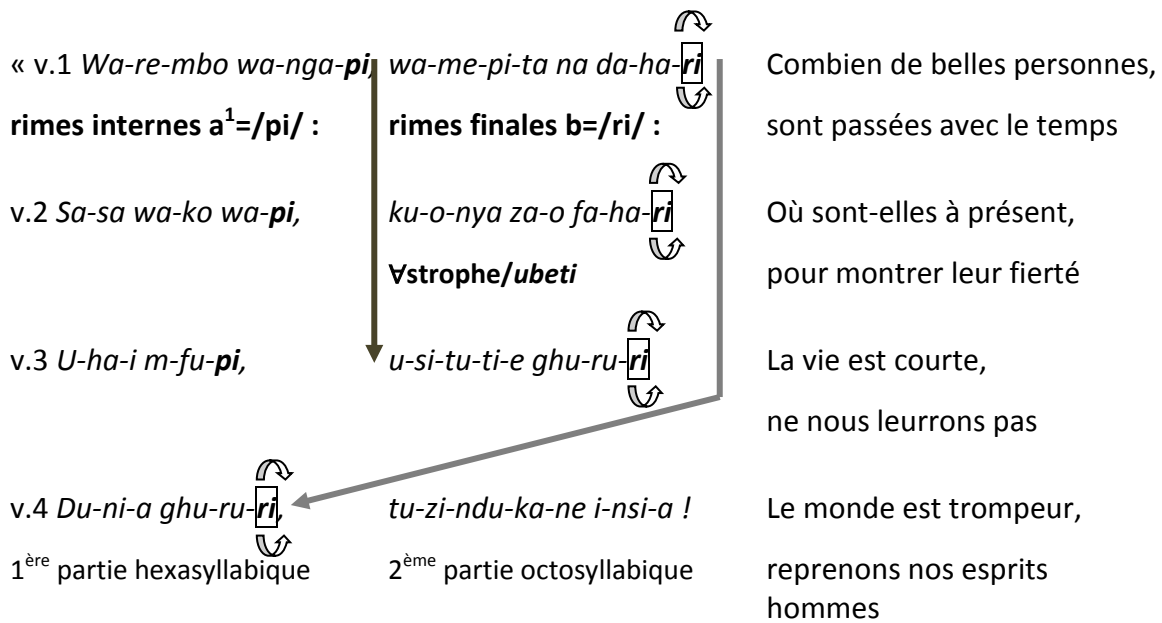 « v.1 Wa-re-mbo wa-nga-pi, wa-me-pi-ta na da-ha-ri Combien de belles personnes,
rimes internes a¹=/pi/ : rimes finales b=/ri/ : sont passées avec le temps
v.2 Sa-sa wa-ko wa-pi, ku-o-nya za-o fa-ha-ri Où sont-elles à présent,
∀strophe/ubeti pour montrer leur fierté
v.3 U-ha-i m-fu-pi, u-si-tu-ti-e ghu-ru-ri La vie est courte,
ne nous leurrons pas
v.4 Du-ni-a ghu-ru-ri, tu-zi-ndu-ka-ne i-nsi-a ! Le monde est trompeur,
1ère partie hexasyllabique 2ème partie octosyllabique reprenons nos esprits
hommes